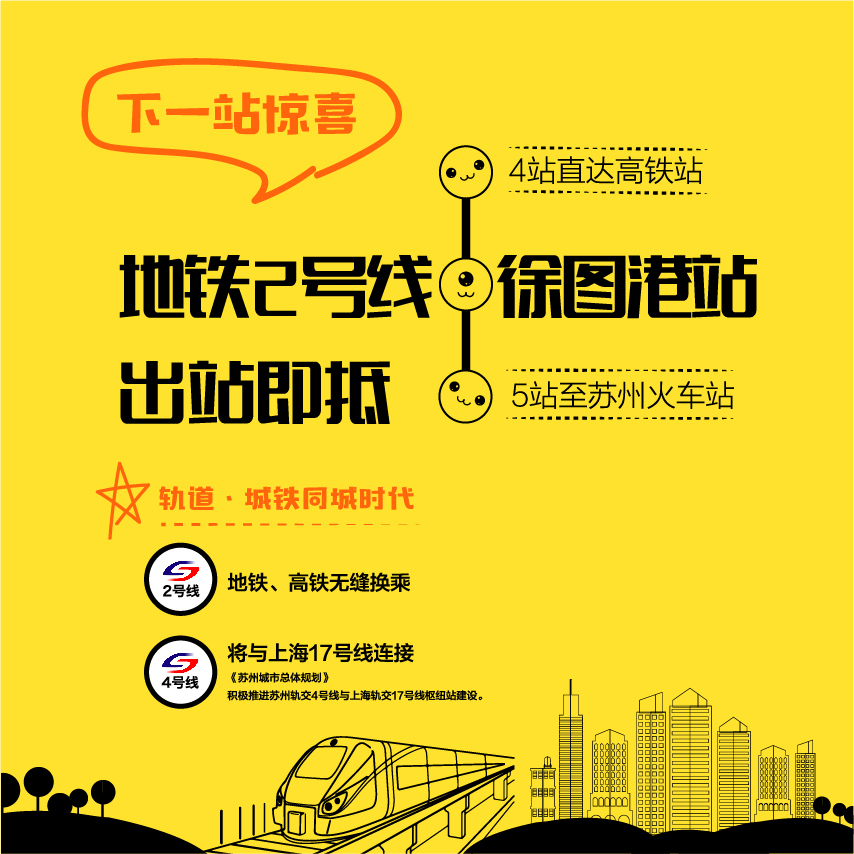 下一站惊喜
4站直达高铁站
地铁2号线 徐图港站
出站即抵
5站至苏州火车站
轨道·城铁同城时代
2号线
地铁、高铁无缝换乘
4号线
将与上海17号线连接
《苏州城市总体规划》
积极推进苏州轨交4号线与上海轨交17号线枢纽站建设。